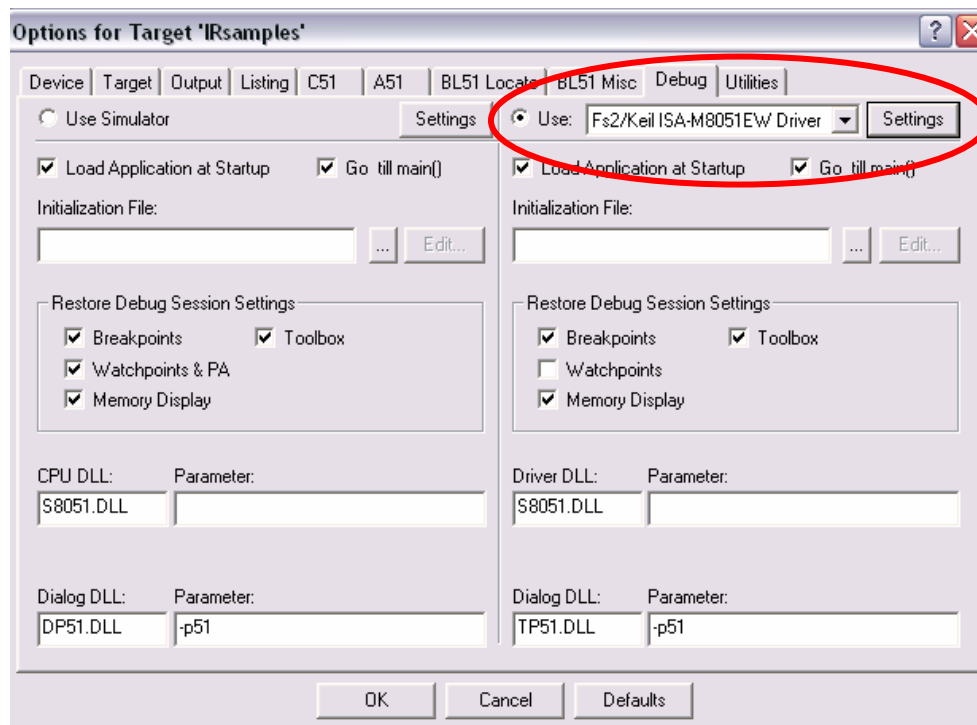 Options for Target 'IRsamples'
Device Target Output Listing C51 A51 BL51 Locate BL51 Misc Debug Utilities
Use Simulator Settings Use: Fs2/Keil ISA-M8051EW Driver Settings
Load Application at Startup Go till main() Load Application at Startup Go till main()
Initialization File: Initialization File:
... Edit... ... Edit...
Restore Debug Session Settings Restore Debug Session Settings
Breakpoints Toolbox Breakpoints Toolbox
Watchpoints & PA Watchpoints
Memory Display Memory Display
CPU DLL: Parameter: Driver DLL: Parameter:
S8051.DLL S8051.DLL
Dialog DLL: Parameter: Dialog DLL: Parameter:
DP51.DLL -p51 TP51.DLL -p51
OK Cancel Defaults